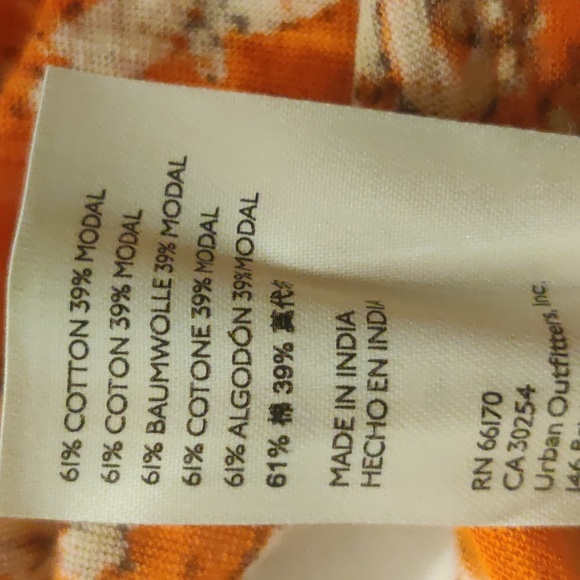 61% COTTON 39% MODAL
61% COTON 39% MODAL
61% BAUMWOLLE 39% MODAL
61% COTONE 39% MODAL
61% ALGODÓN 39% MODAL
61% 棉 39% 莫代
MADE IN INDIA
HECHO EN INDIA
RN 66170
CA 30254
Urban Outfitters, Inc.
146